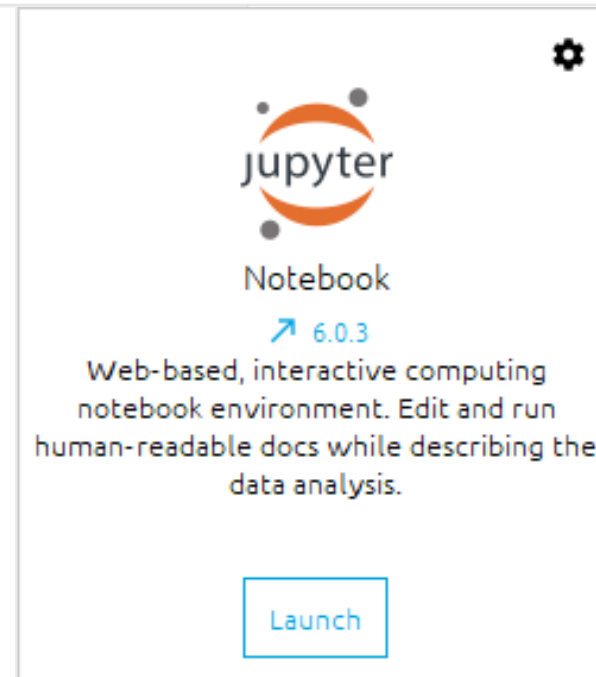 jupyter
Notebook
6.0.3
Web-based, interactive computing
notebook environment. Edit and run
human-readable docs while describing the
data analysis.
Launch